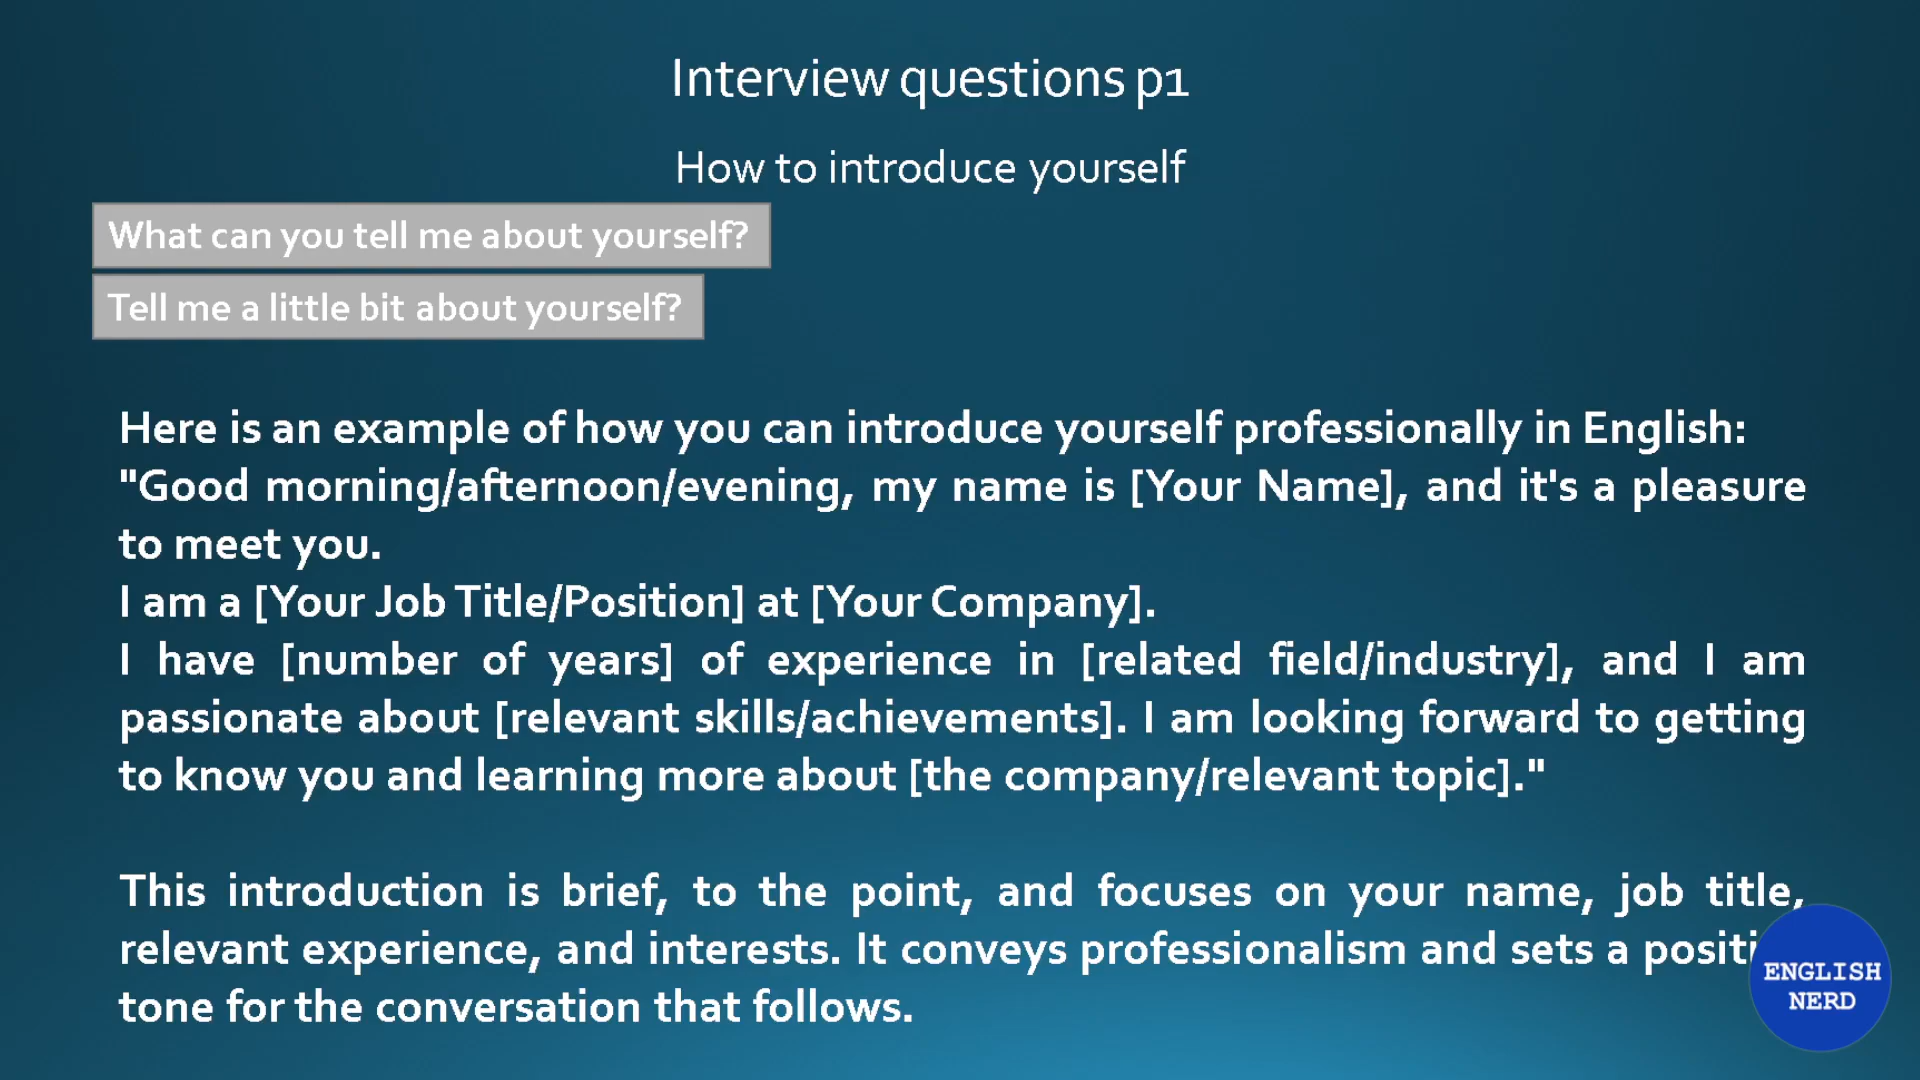 Interview questions p1
How to introduce yourself
What can you tell me about yourself?
Tell me a little bit about yourself?
Here is an example of how you can introduce yourself professionally in English:
"Good morning/afternoon/evening, my name is [Your Name], and it's a pleasure
to meet you.
I am a [Your Job Title/Position] at [Your Company].
I have [number of years] of experience in [related field/industry], and I am
passionate about [relevant skills/achievements]. I am looking forward to getting
to know you and learning more about [the company/relevant topic]."
This introduction is brief, to the point, and focuses on your name, job title,
relevant experience, and interests. It conveys professionalism and sets a
tone for the conversation that follows.
ENGLISH
NERD